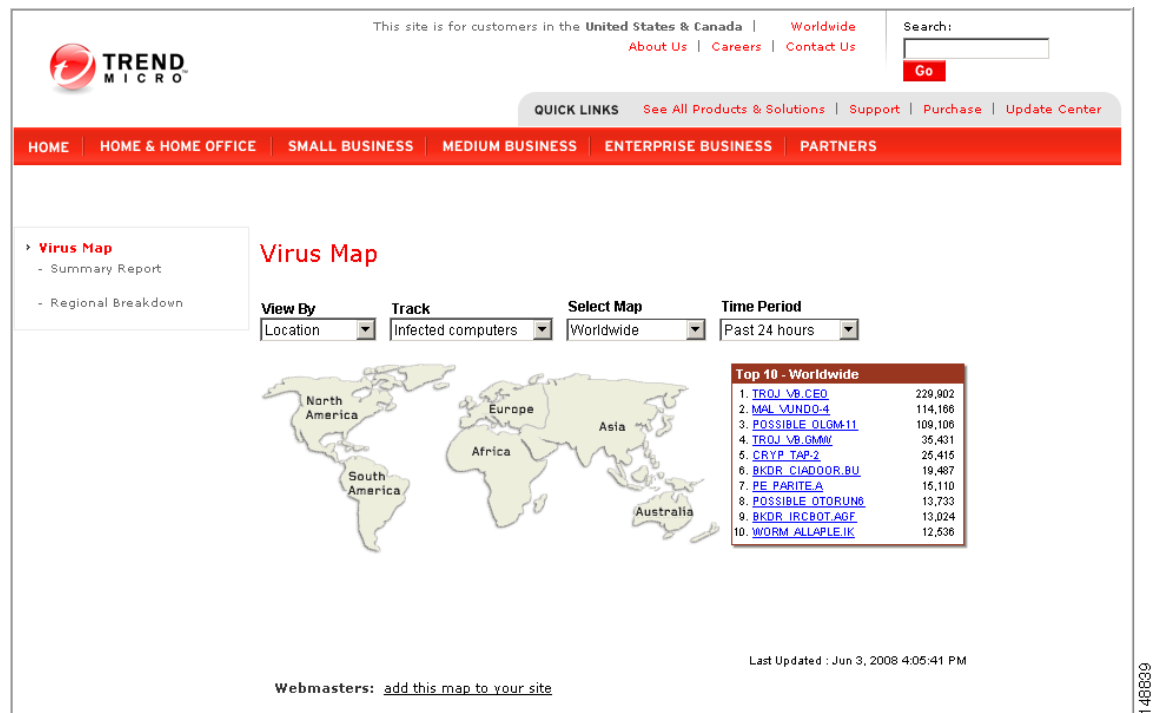 This site is for customers in the United States & Canada | Worldwide
About Us | Careers | Contact Us
Search:
Go
TREND
MICRO™
QUICK LINKS See All Products & Solutions | Support | Purchase | Update Center
HOME HOME & HOME OFFICE SMALL BUSINESS MEDIUM BUSINESS ENTERPRISE BUSINESS PARTNERS
› Virus Map
- Summary Report
- Regional Breakdown
Virus Map
View By Track Select Map Time Period
Location Infected computers Worldwide Past 24 hours
North
America
Europe
Asia
Africa
South
America
Australia
Top 10 - Worldwide
1. TROJ_VB.CEO 229,902
2. MAL_VUNDO-4 114,166
3. POSSIBLE_OLGM-11 109,106
4. TROJ_VB.GMW 35,431
5. CRYP_TAP-2 25,415
6. BKDR_CIADOOR.BU 19,487
7. PE_PARITE.A 15,110
8. POSSIBLE_OTORUN6 13,733
9. BKDR_IRCBOT.AGF 13,024
10. WORM_ALLAPLE.IK 12,536
Last Updated : Jun 3, 2008 4:05:41 PM
Webmasters: add this map to your site
148839